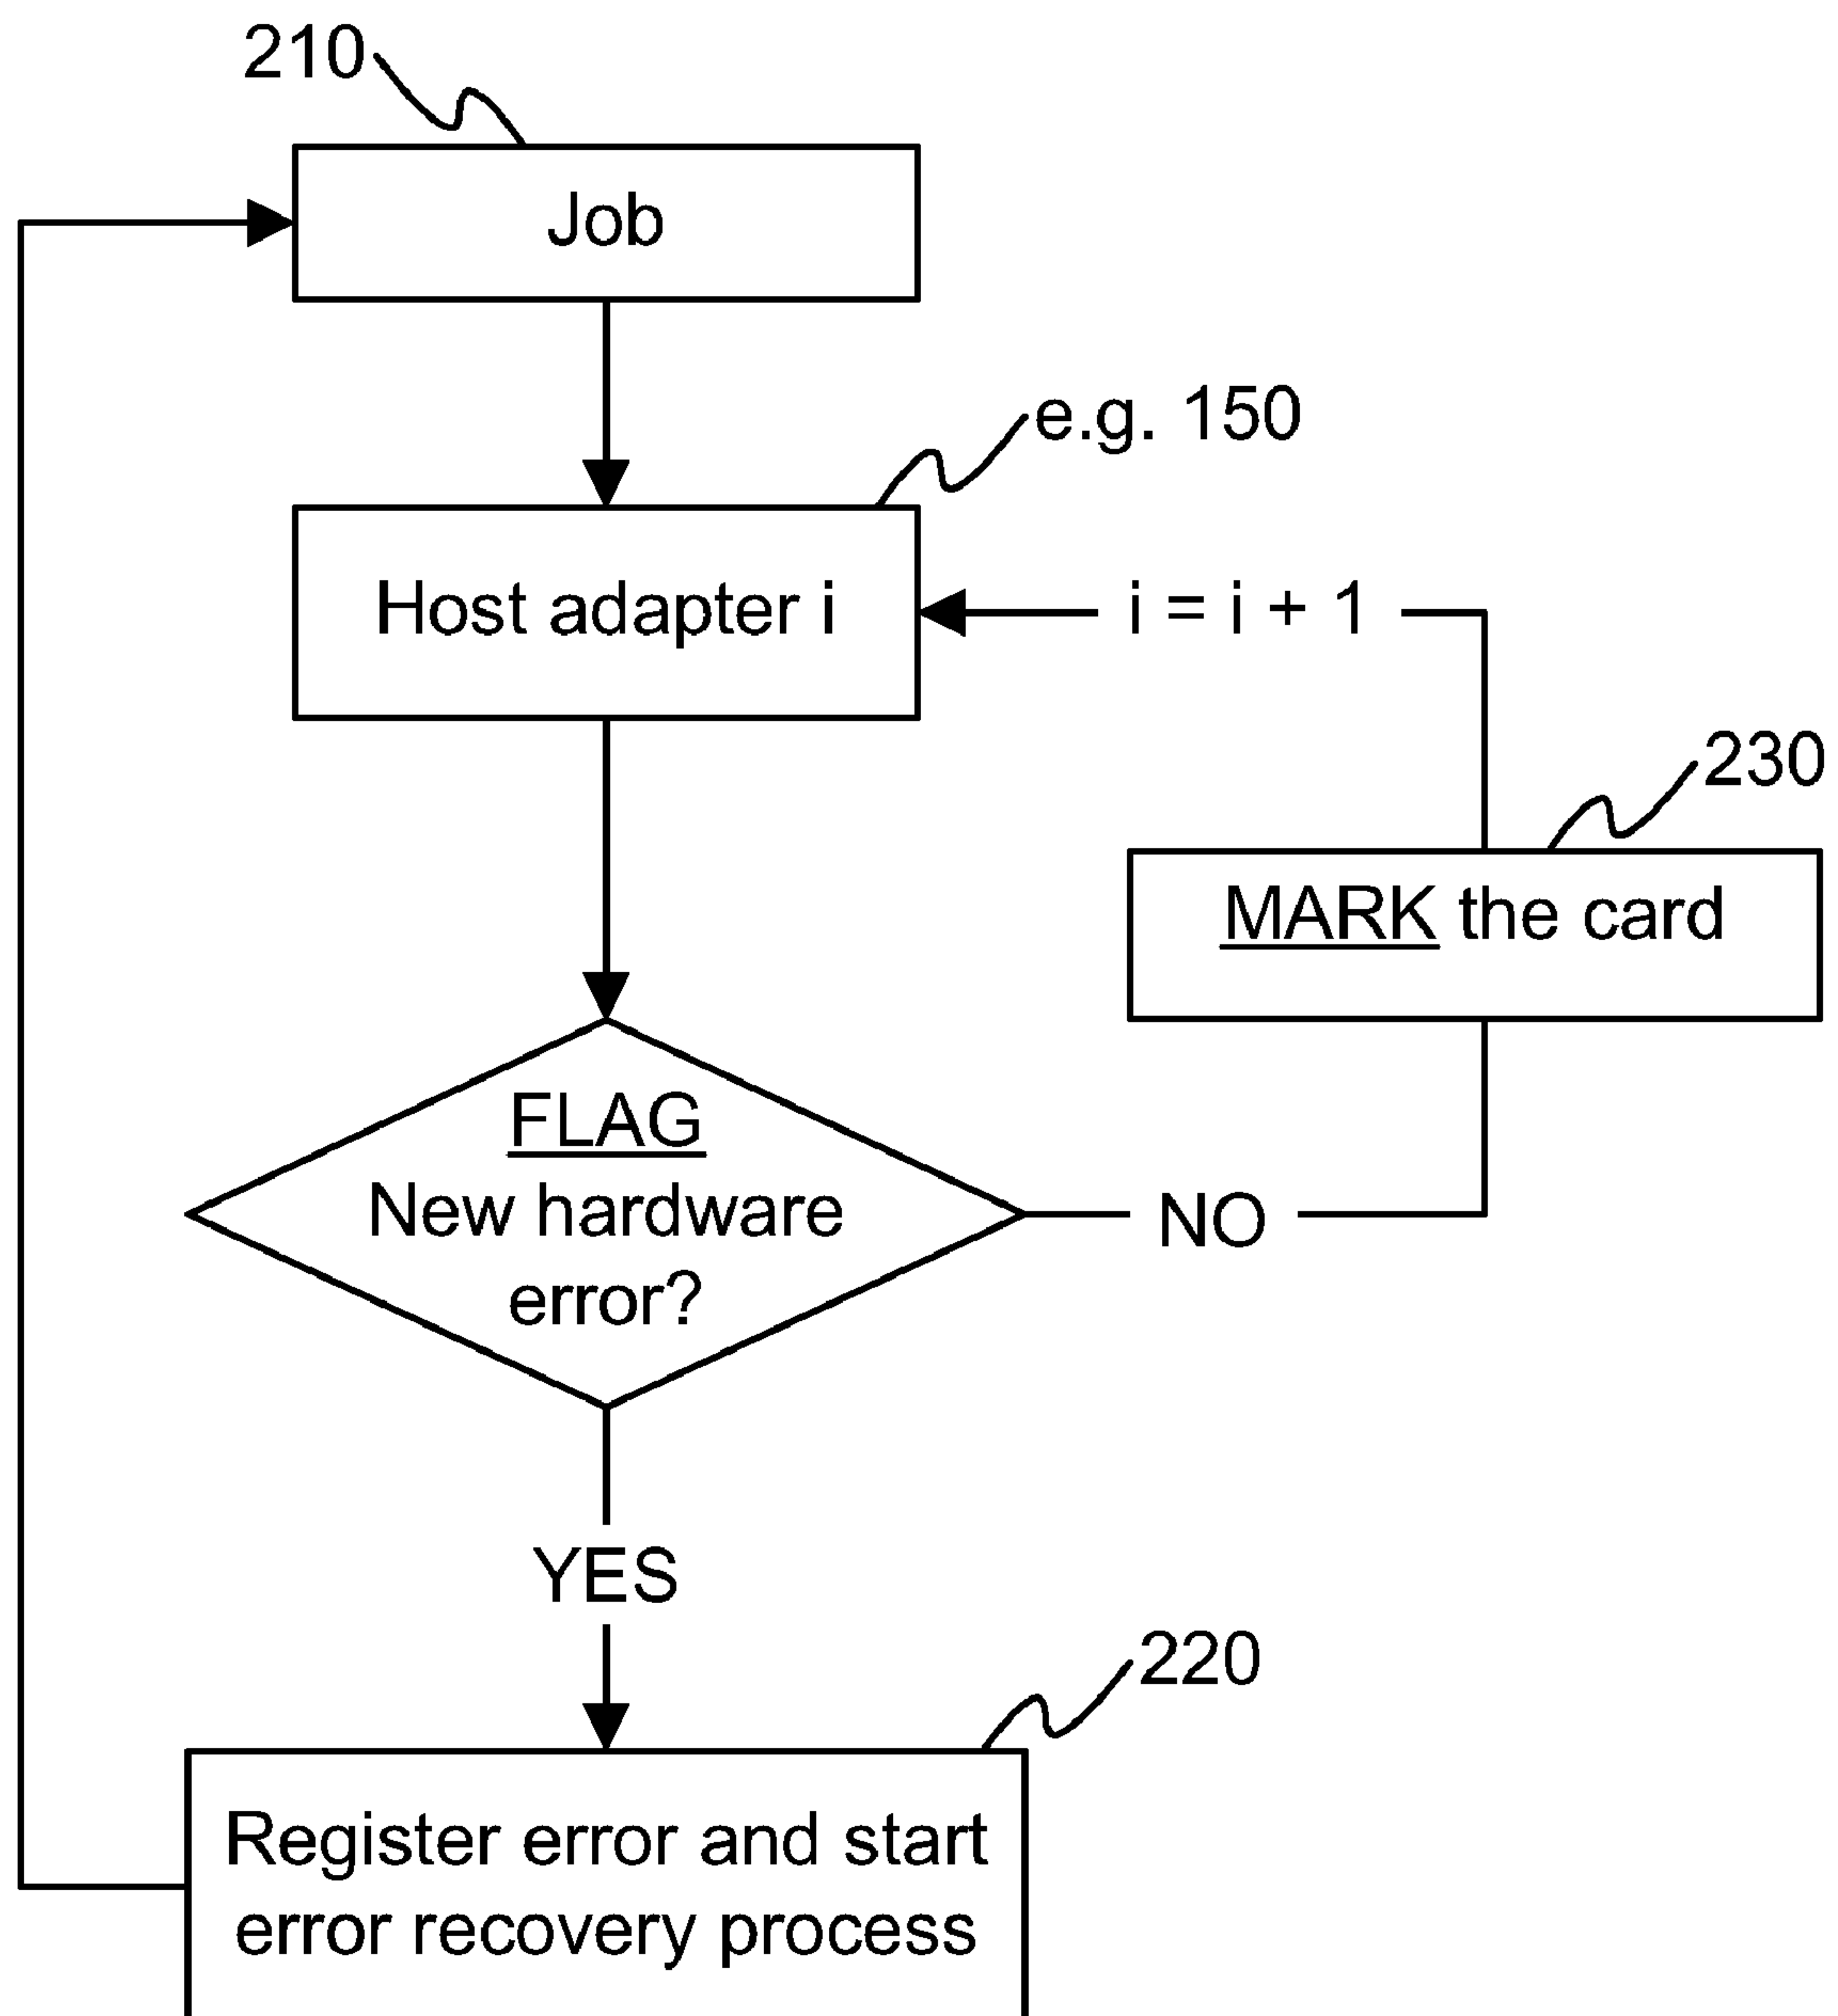 210
Job
e.g. 150
Host adapter i
i = i + 1
230
MARK the card
FLAG
New hardware
error?
NO
YES
220
Register error and start
error recovery process